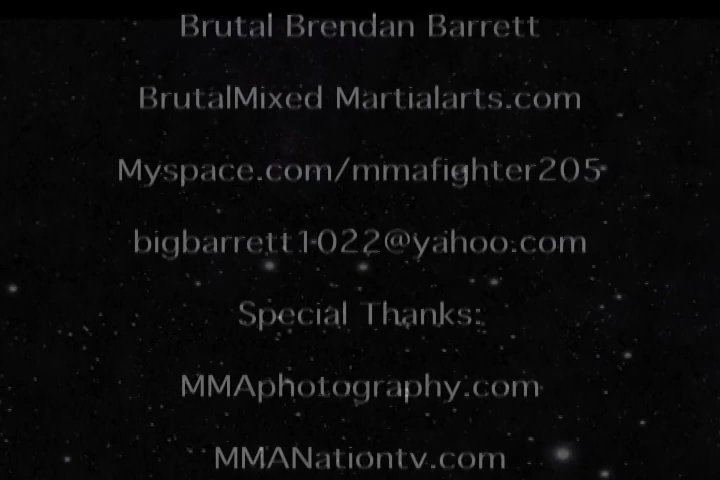 Brutal Brendan Barrett
BrutalMixed Martialarts.com
Myspace.com/mmafighter205
bigbarrett1022@yahoo.com
Special Thanks:
MMAphotography.com
MMANationtv.com